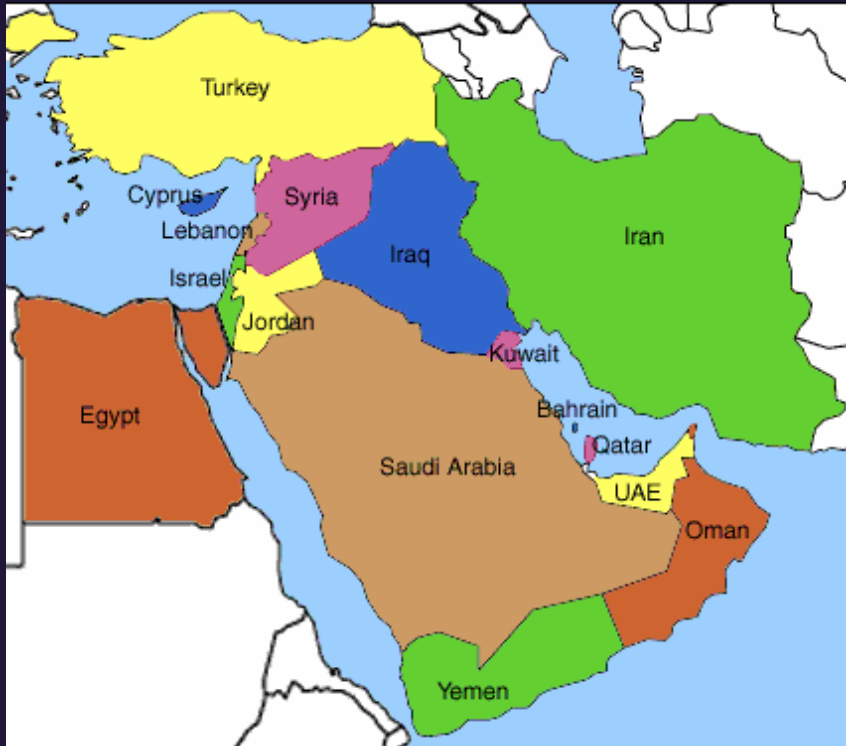 Turkey
Cyprus
Syria
Lebanon
Iran
Iraq
Israel
Jordan
Kuwait
Bahrain
Egypt
Qatar
Saudi Arabia
UAE
Oman
Yemen